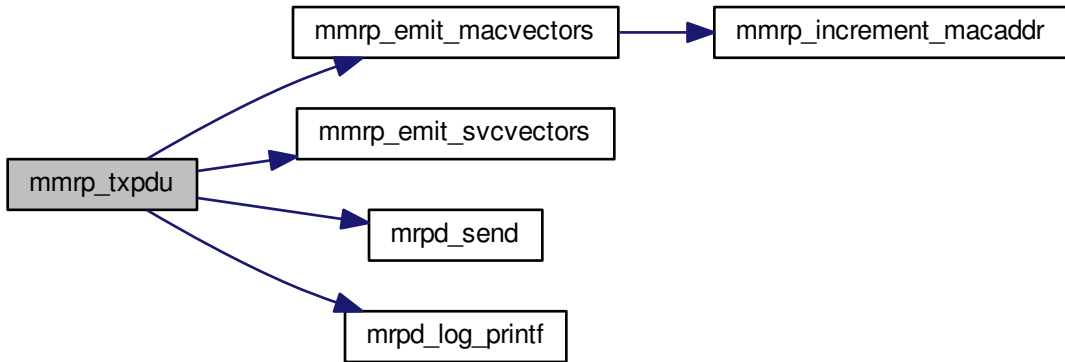 mmrp_emit_macvectors
mmrp_increment_macaddr
mmrp_emit_svcvectors
mmrp_txpdu
mrpd_send
mrpd_log_printf